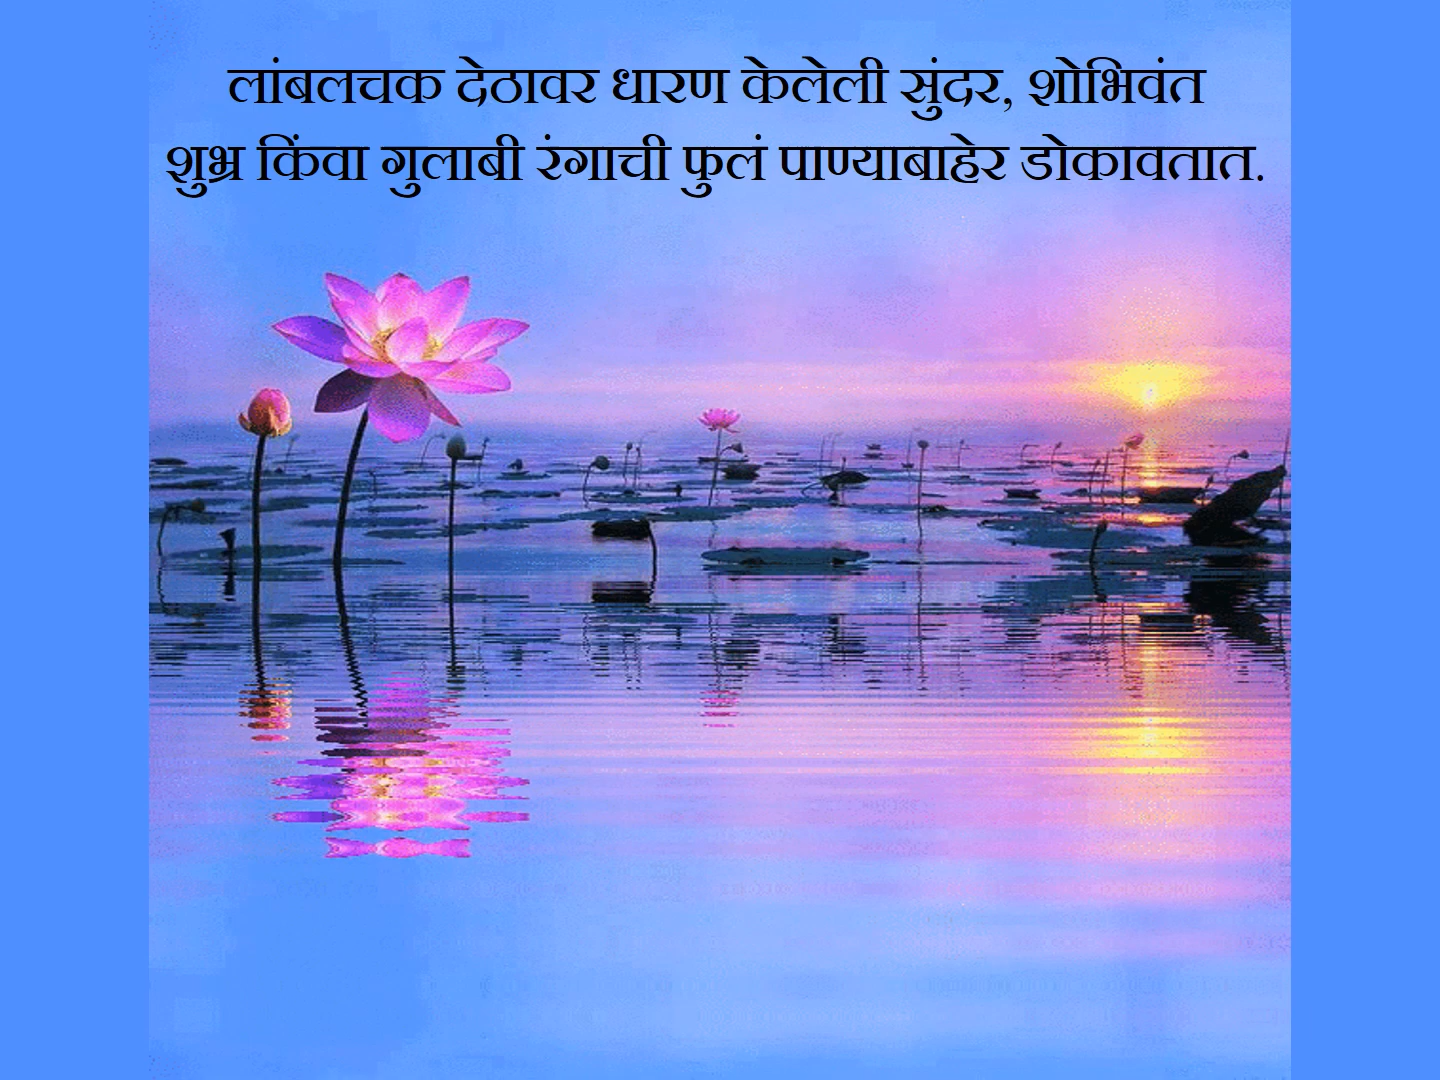 लांबलचक देठावर धारण केलेली सुंदर, शोभिवंत
शुभ्र किंवा गुलाबी रंगाची फुलं पाण्याबाहेर डोकावतात.